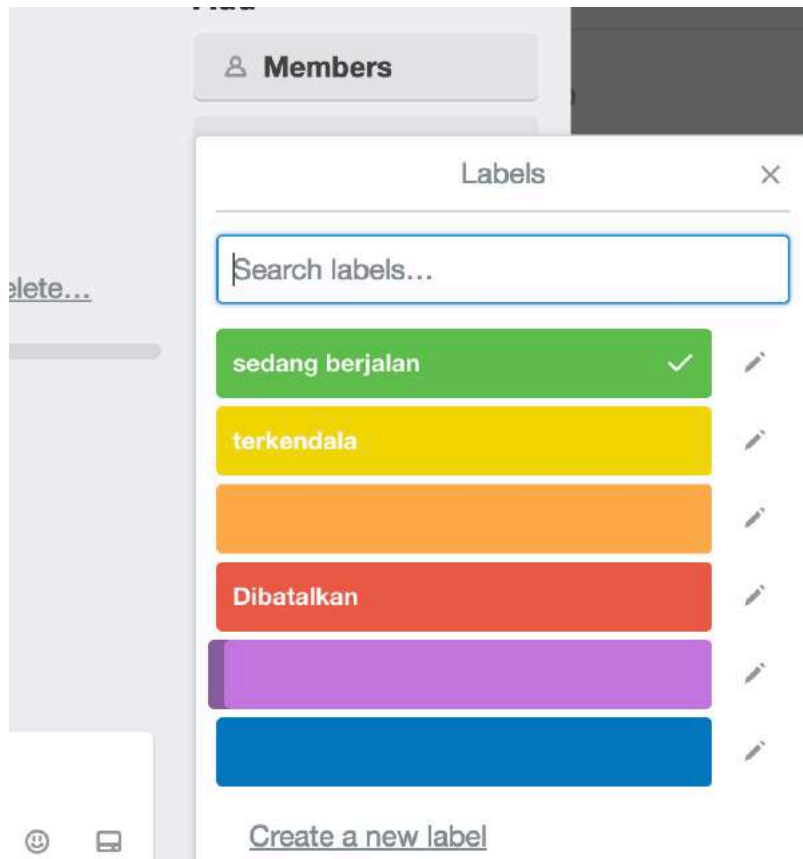 Members
Labels
Search labels...
elete...
sedang berjalan
terkendala
Dibatalkan
Create a new label